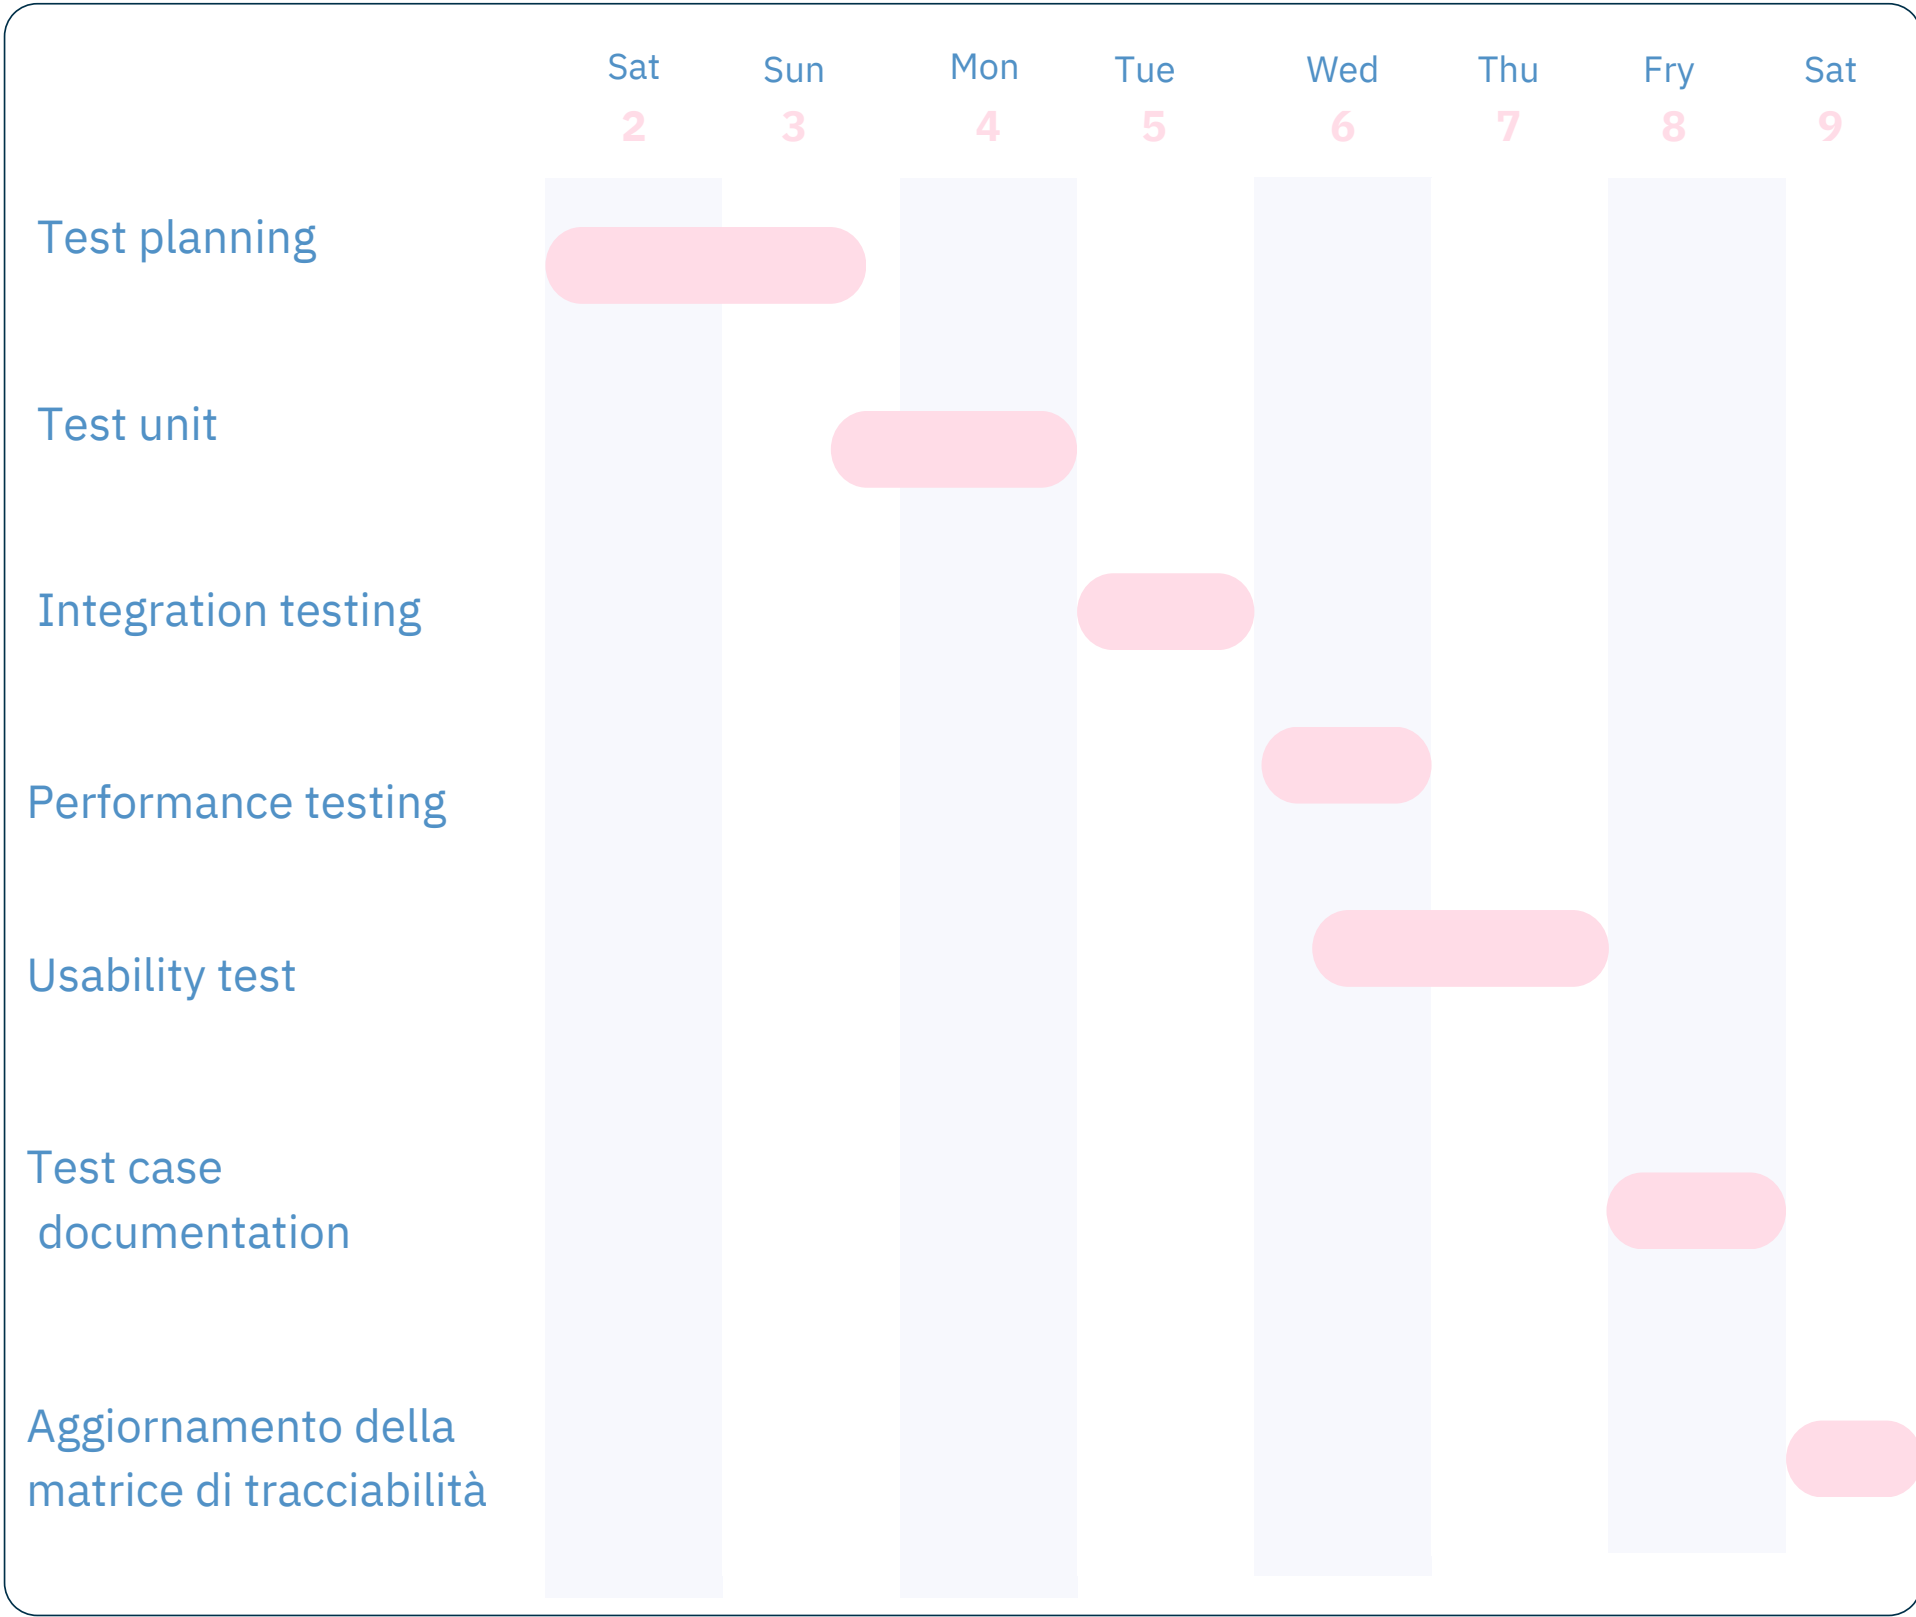 Sat Sun Mon Tue Wed Thu Fry Sat
2 3 4 5 6 7 8 9
Test planning
Test unit
Integration testing
Performance testing
Usability test
Test case
documentation
Aggiornamento della
matrice di tracciabilità